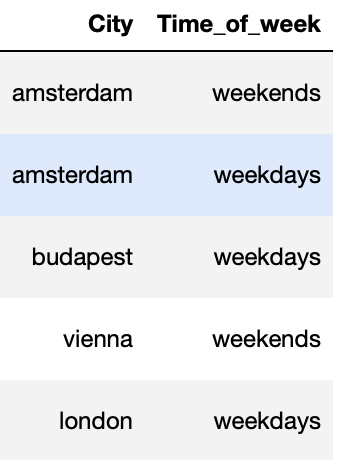 City Time_of_week
amsterdam weekends
amsterdam weekdays
budapest weekdays
vienna weekends
london weekdays